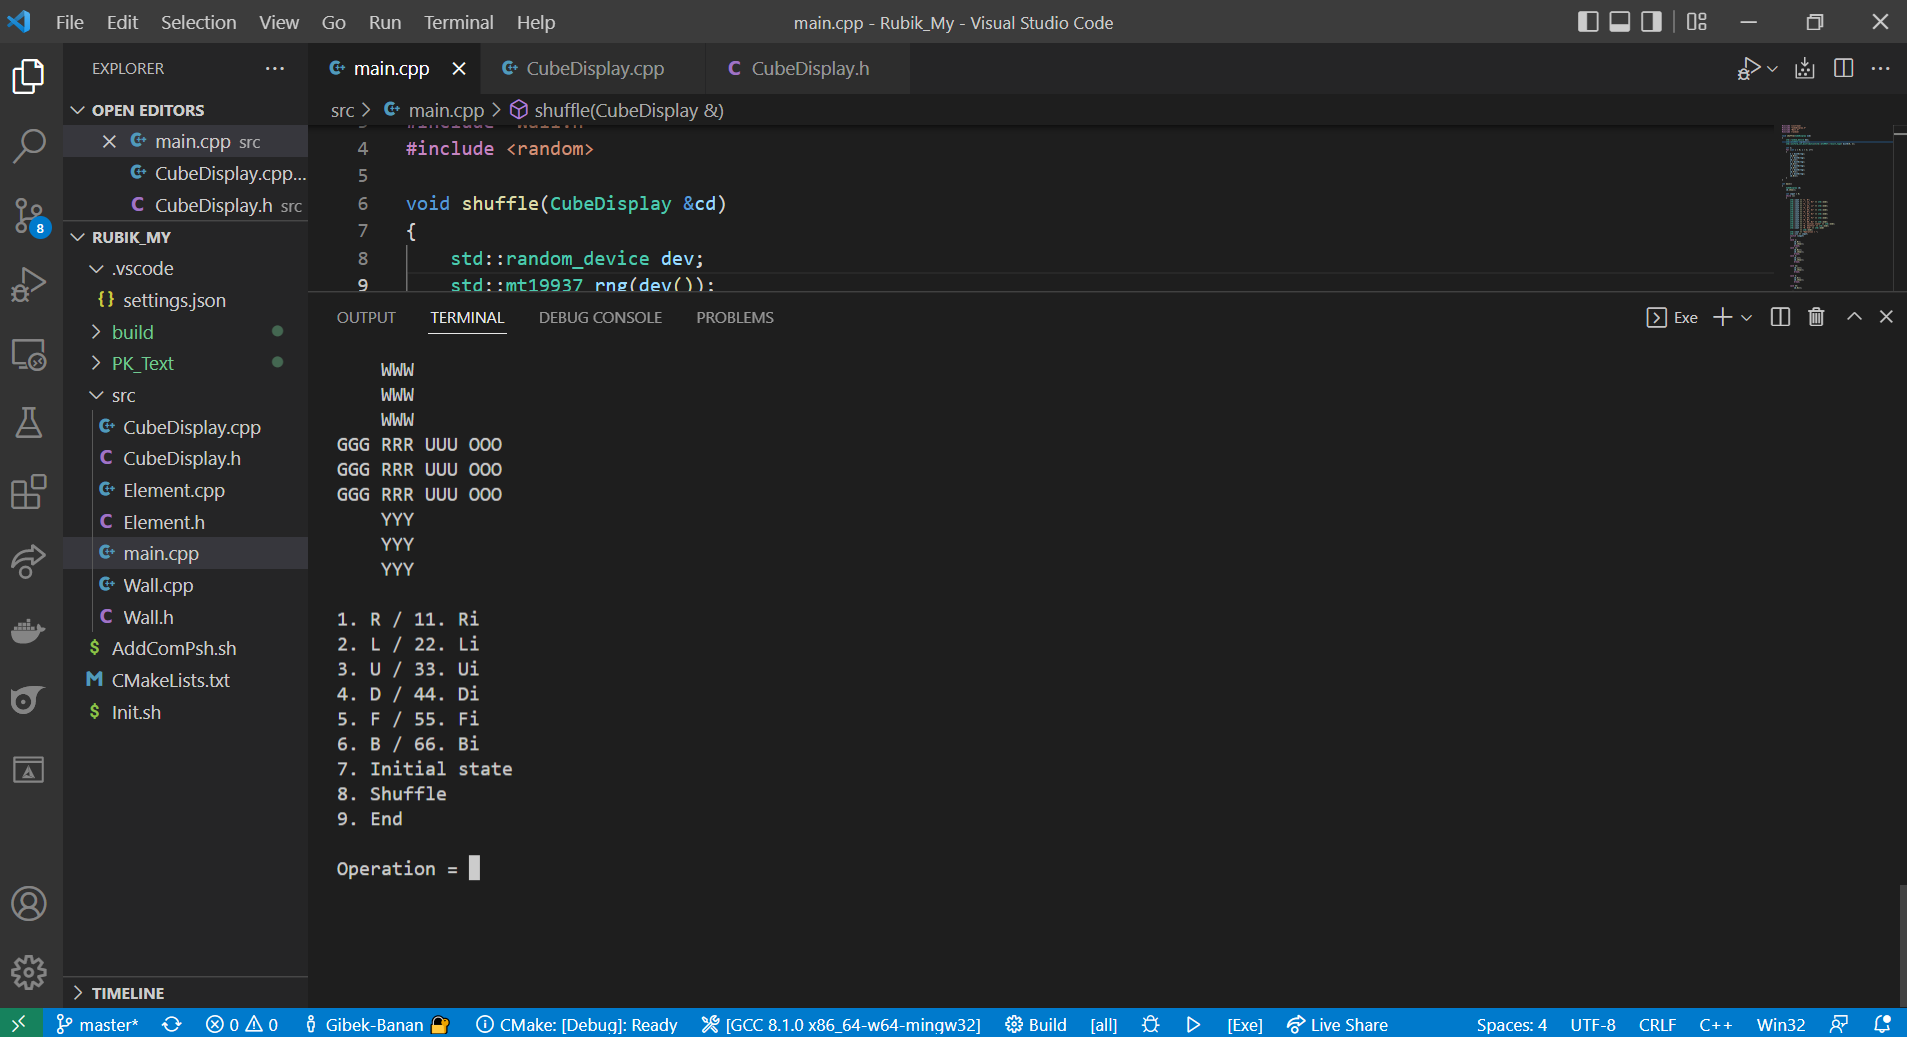 File Edit Selection View Go Run Terminal Help
main.cpp - Rubik_My - Visual Studio Code
EXPLORER
OPEN EDITORS
main.cpp src
CubeDisplay.cpp...
CubeDisplay.h src
RUBIK_MY
.vscode
{} settings.json
build
PK_Text
src
CubeDisplay.cpp
CubeDisplay.h
Element.cpp
Element.h
main.cpp
Wall.cpp
Wall.h
AddComPsh.sh
CMakeLists.txt
Init.sh
TIMELINE
8
main.cpp CubeDisplay.cpp CubeDisplay.h
src > main.cpp > shuffle(CubeDisplay &)
4 #include <random>
5
6 void shuffle(CubeDisplay &cd)
7 {
8 std::random_device dev;
9 std::mt19937 rng(dev());
OUTPUT TERMINAL DEBUG CONSOLE PROBLEMS
Exe
WWW
WWW
WWW
GGG RRR UUU OOO
GGG RRR UUU OOO
GGG RRR UUU OOO
YYY
YYY
YYY
1. R / 11. Ri
2. L / 22. Li
3. U / 33. Ui
4. D / 44. Di
5. F / 55. Fi
6. B / 66. Bi
7. Initial state
8. Shuffle
9. End
Operation =
master* 0 0 Gibek-Banan CMake: [Debug]: Ready [GCC 8.1.0 x86_64-w64-mingw32] Build [all] [Exe] Live Share Spaces: 4 UTF-8 CRLF C++ Win32